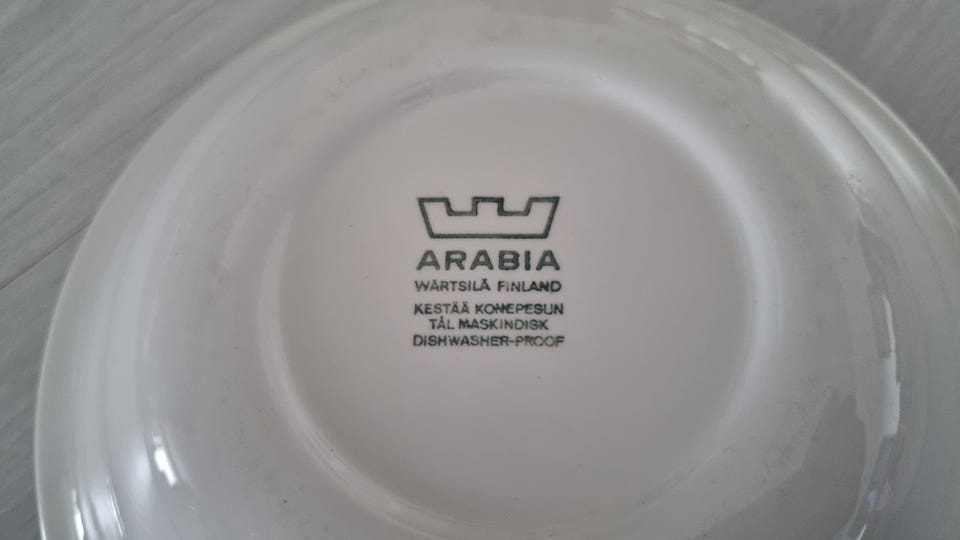 ARABIA
WÄRTSILÄ FINLAND
KESTÄÄ KONEPESUN
TÅL MASKINDISK
DISHWASHER-PROOF